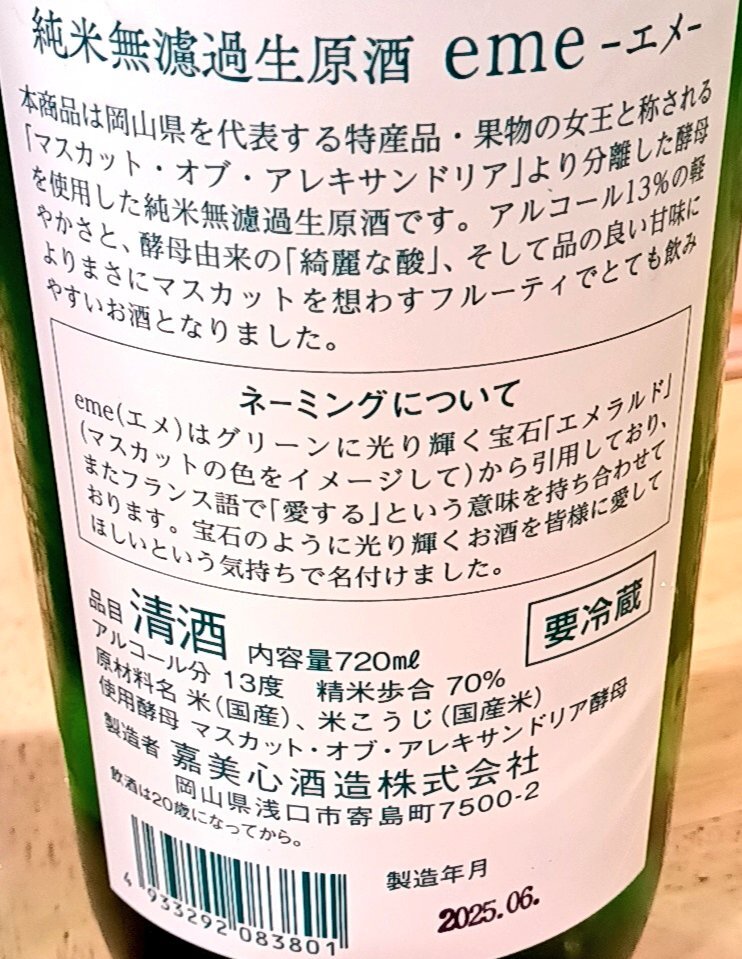 純米無濾過生原酒 eme -エメ-
本商品は岡山県を代表する特産品・果物の女王と称される
「マスカット・オブ・アレキサンドリア」より分離した酵母
を使用した純米無濾過生原酒です。アルコール13%の軽
やかさと、酵母由来の「綺麗な酸」、そして品の良い甘味に
よりまさにマスカットを想わすフルーティでとても飲み
やすいお酒となりました。
ネーミングについて
eme(エメ)はグリーンに光り輝く宝石「エメラルド」
(マスカットの色をイメージして)から引用しており、
またフランス語で「愛する」という意味を持ち合わせて
おります。宝石のように光り輝くお酒を皆様に愛して
ほしいという気持ちで名付けました。
品目 清酒 内容量720mℓ
要冷蔵
アルコール分 13度 精米歩合 70%
原材料名 米(国産)、米こうじ(国産米)
使用酵母 マスカット・オブ・アレキサンドリア酵母
製造者 嘉美心酒造株式会社
岡山県浅口市寄島町7500-2
飲酒は20歳になってから。
製造年月
2025.06.
4 933292 083801